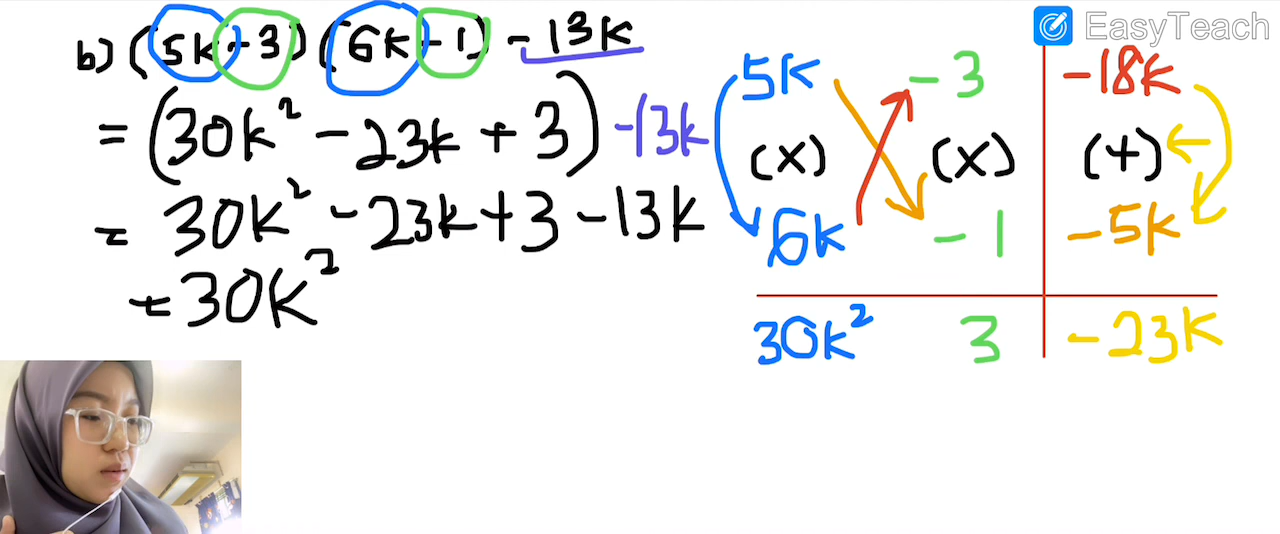 b) (5k-3)(6k-1) - 13k
= (30k² - 23k + 3) -13k
= 30k² - 23k + 3 - 13k
= 30k²
EasyTeach
5k -3 -18k
(x) (x) (+)
6k -1 -5k
30k² 3 -23k